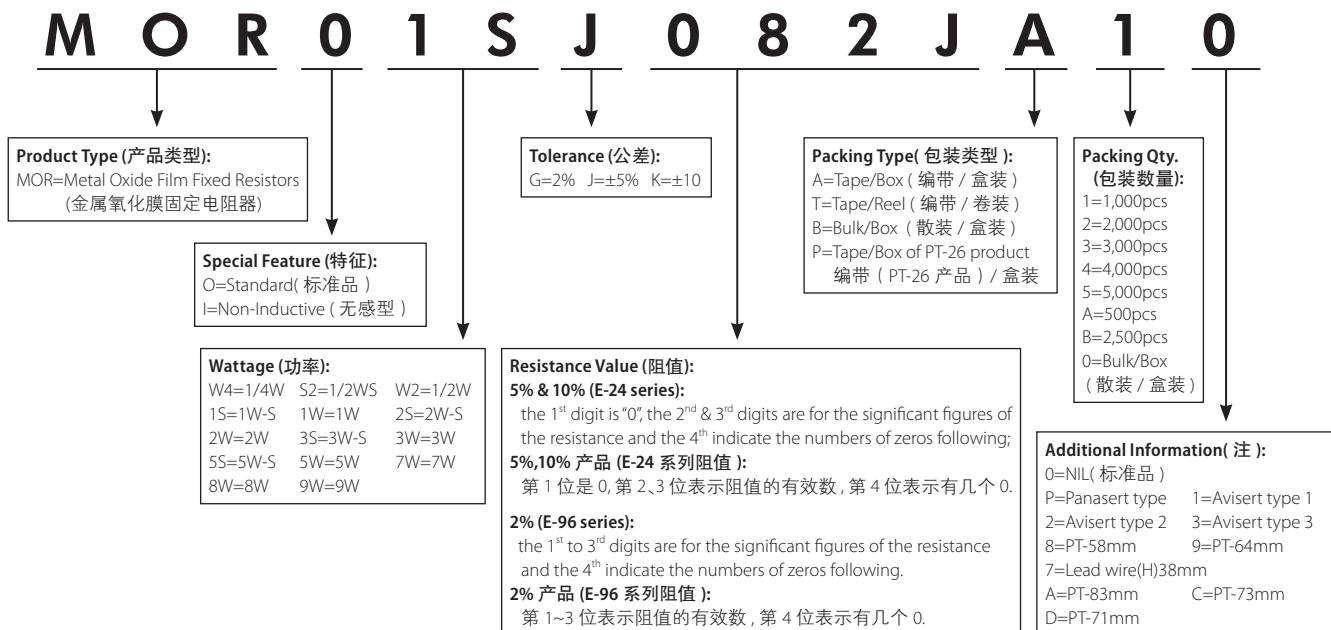 M O R 0 1 S J 0 8 2 J A 1 0
Product Type (产品类型):
MOR=Metal Oxide Film Fixed Resistors
(金属氧化膜固定电阻器)
Special Feature (特征):
O=Standard( 标准品 )
I=Non-Inductive ( 无感型 )
Wattage (功率):
W4=1/4W S2=1/2WS W2=1/2W
1S=1W-S 1W=1W 2S=2W-S
2W=2W 3S=3W-S 3W=3W
5S=5W-S 5W=5W 7W=7W
8W=8W 9W=9W
Tolerance (公差):
G=2% J=±5% K=±10
Resistance Value (阻值):
5% & 10% (E-24 series):
the 1st digit is "0", the 2nd & 3rd digits are for the significant figures of
the resistance and the 4th indicate the numbers of zeros following;
5%,10% 产品 (E-24 系列阻值 ):
第 1 位是 0, 第 2、3 位表示阻值的有效数 , 第 4 位表示有几个 0.
2% (E-96 series):
the 1st to 3rd digits are for the significant figures of the resistance
and the 4th indicate the numbers of zeros following.
2% 产品 (E-96 系列阻值 ):
第 1~3 位表示阻值的有效数 , 第 4 位表示有几个 0.
Packing Type( 包装类型 ):
A=Tape/Box ( 编带 / 盒装 )
T=Tape/Reel ( 编带 / 卷装 )
B=Bulk/Box ( 散装 / 盒装 )
P=Tape/Box of PT-26 product
编带 ( PT-26 产品 ) / 盒装
Packing Qty.
(包装数量):
1=1,000pcs
2=2,000pcs
3=3,000pcs
4=4,000pcs
5=5,000pcs
A=500pcs
B=2,500pcs
0=Bulk/Box
( 散装 / 盒装 )
Additional Information( 注 ):
0=NIL( 标准品 )
P=Panasert type 1=Avisert type 1
2=Avisert type 2 3=Avisert type 3
8=PT-58mm 9=PT-64mm
7=Lead wire(H)38mm
A=PT-83mm C=PT-73mm
D=PT-71mm